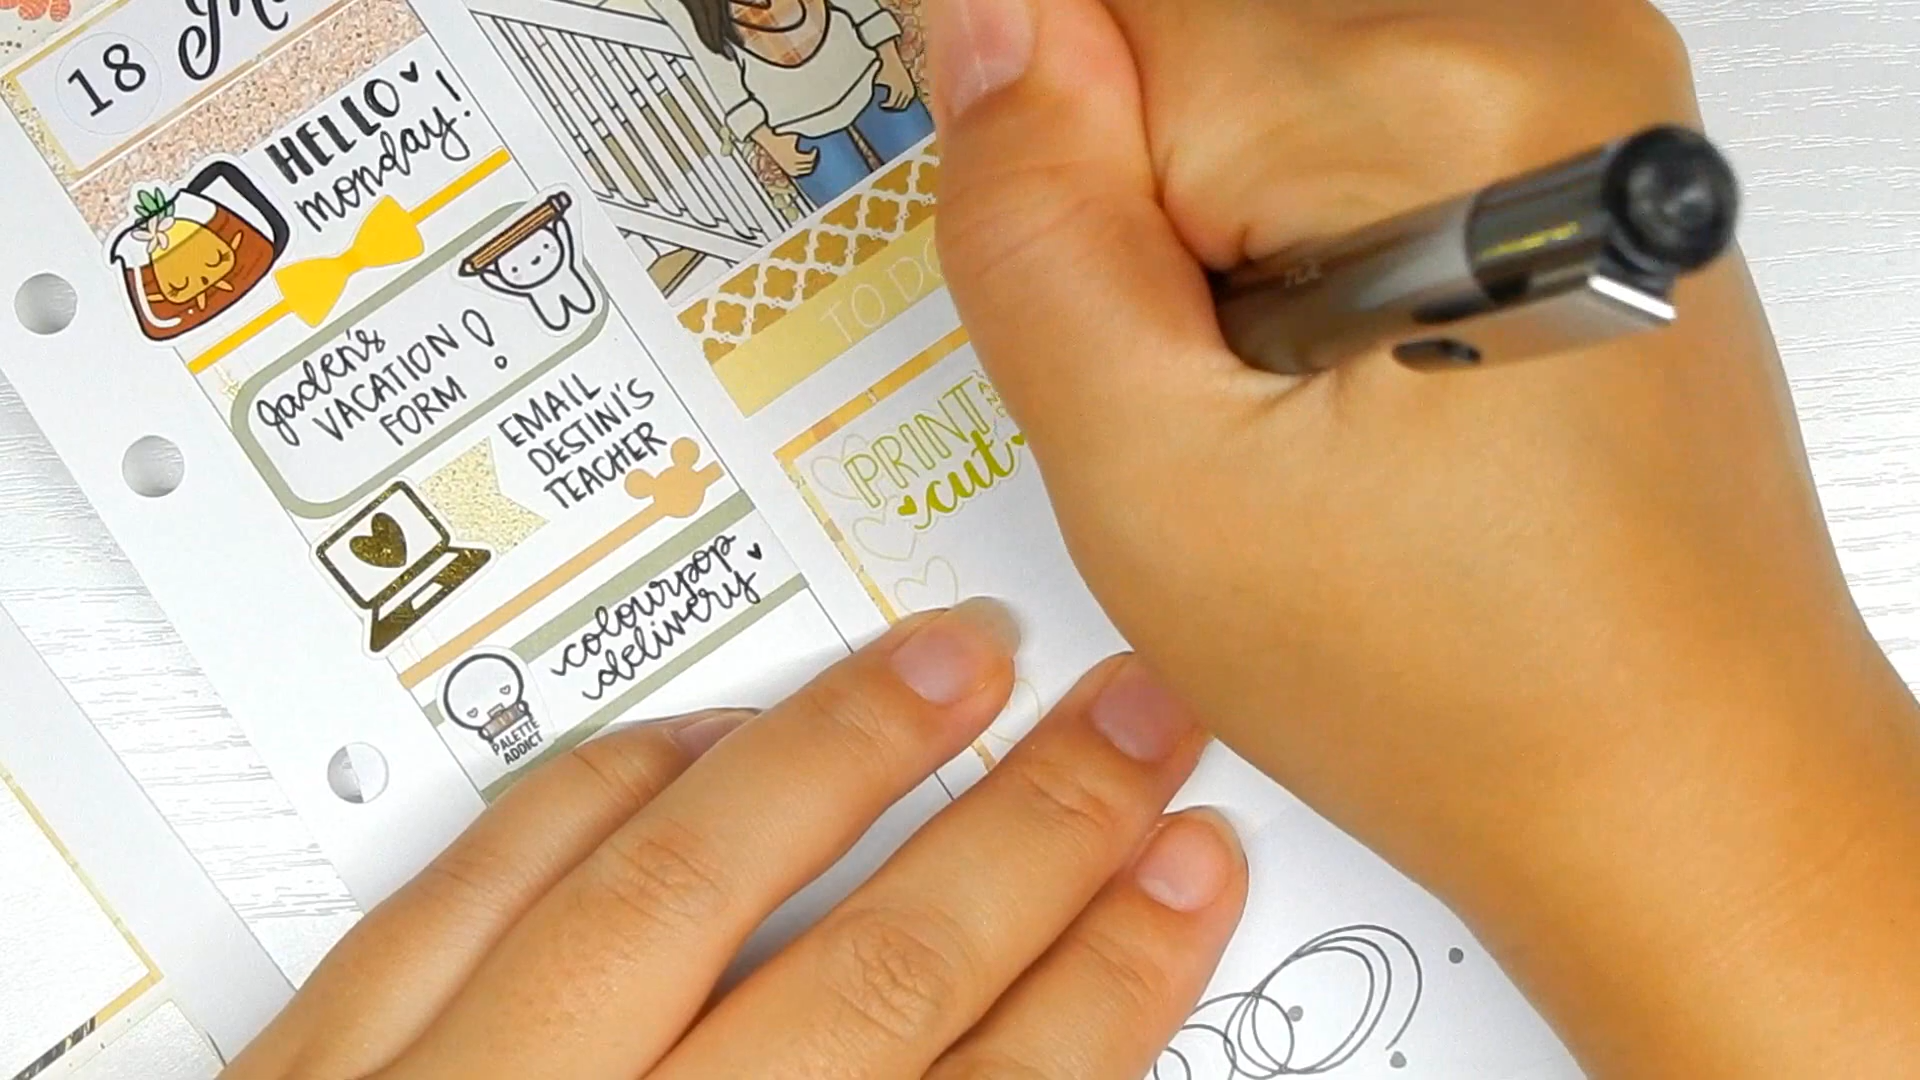 18
HELLO
monday!
Jaden's
VACATION!
FORM
EMAIL
DESTINI'S
TEACHER
colourpop
delivery
PALETTE
ADDICT
TO DO
PRINT
cut